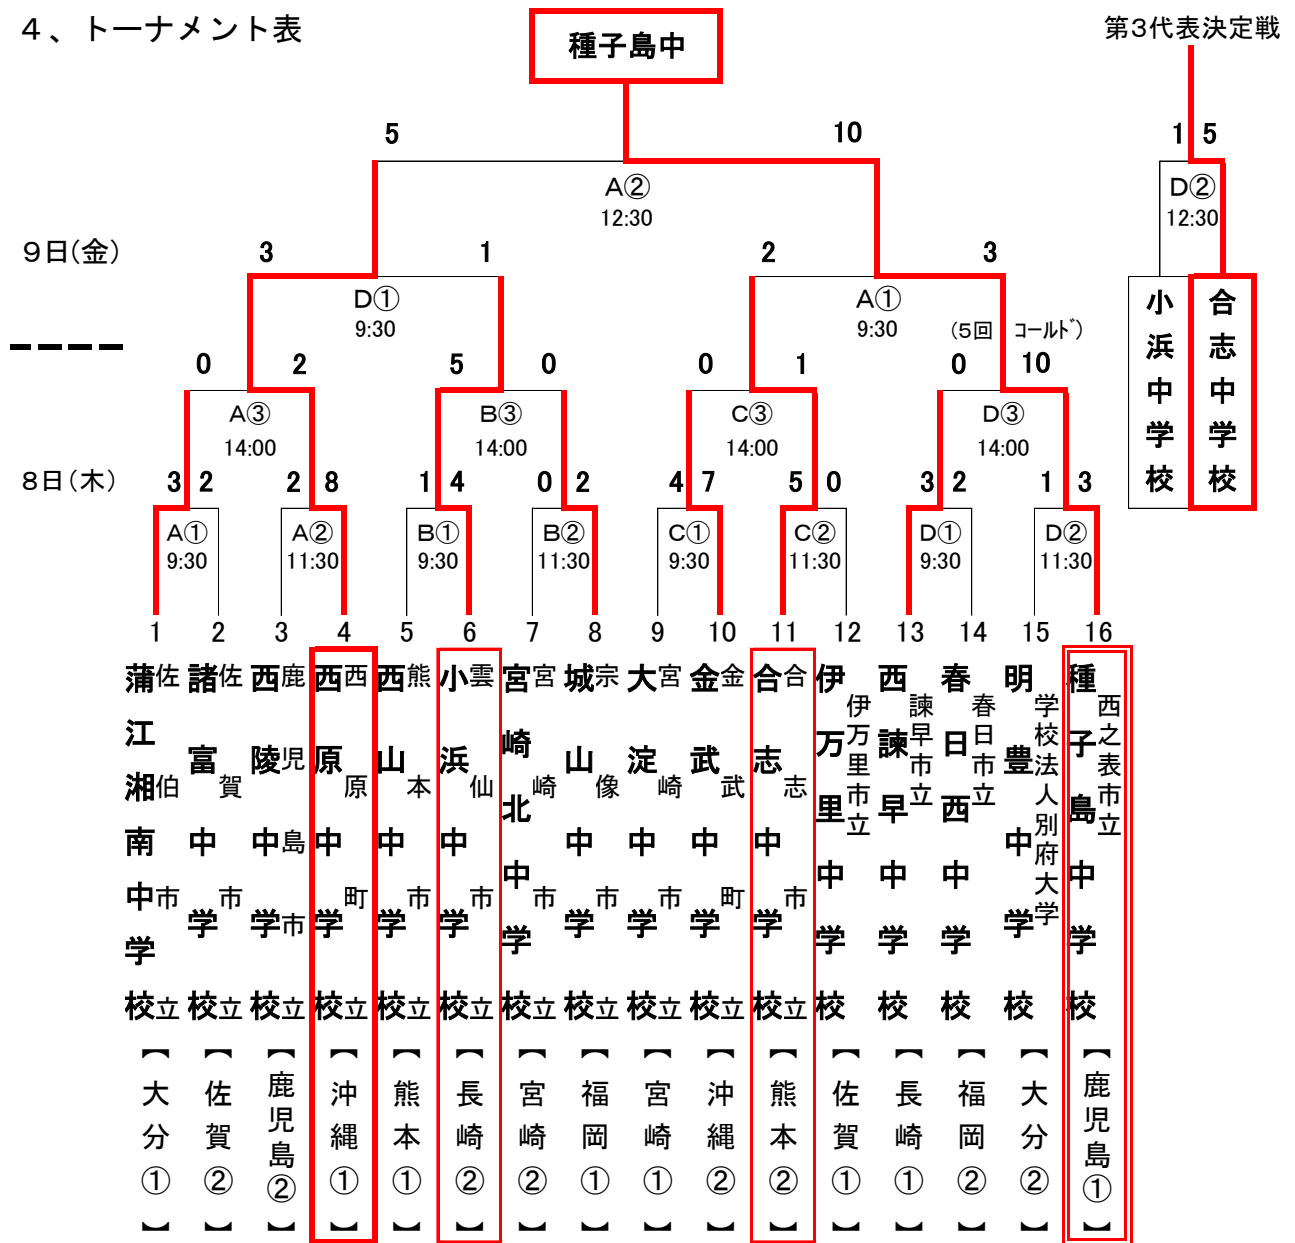 4、トーナメント表
種子島中
第3代表決定戦
5 10
1 5
A②
12:30
D②
12:30
9日(金)
3 1 2 3
D①
9:30
A①
9:30
(5回 コールド)
小浜中学校
合志中学校
0 2 5 0 0 1 0 10
A③
14:00
B③
14:00
C③
14:00
D③
14:00
8日(木)
3 2 2 8 1 4 0 2 4 7 5 0 3 2 1 3
A①
9:30
A②
11:30
B①
9:30
B②
11:30
C①
9:30
C②
11:30
D①
9:30
D②
11:30
1 2 3 4 5 6 7 8 9 10 11 12 13 14 15 16
佐伯市立
蒲江湘南中学校
【大分①】
佐賀市立
諸富中学校
【佐賀②】
鹿児島市立
西陵中学校
【鹿児島②】
西原町立
西原中学校
【沖縄①】
熊本市立
西山中学校
【熊本①】
雲仙市立
小浜中学校
【長崎②】
宮崎市立
宮崎北中学校
【宮崎②】
宗像市立
城山中学校
【福岡①】
宮崎市立
大淀中学校
【宮崎①】
金武町立
金武中学校
【沖縄②】
合志市立
合志中学校
【熊本②】
伊万里市立
伊万里中学校
【佐賀①】
諫早市立
西諫早中学校
【長崎①】
春日市立
春日西中学校
【福岡②】
学校法人別府大学
明豊中学校
【大分②】
西之表市立
種子島中学校
【鹿児島①】